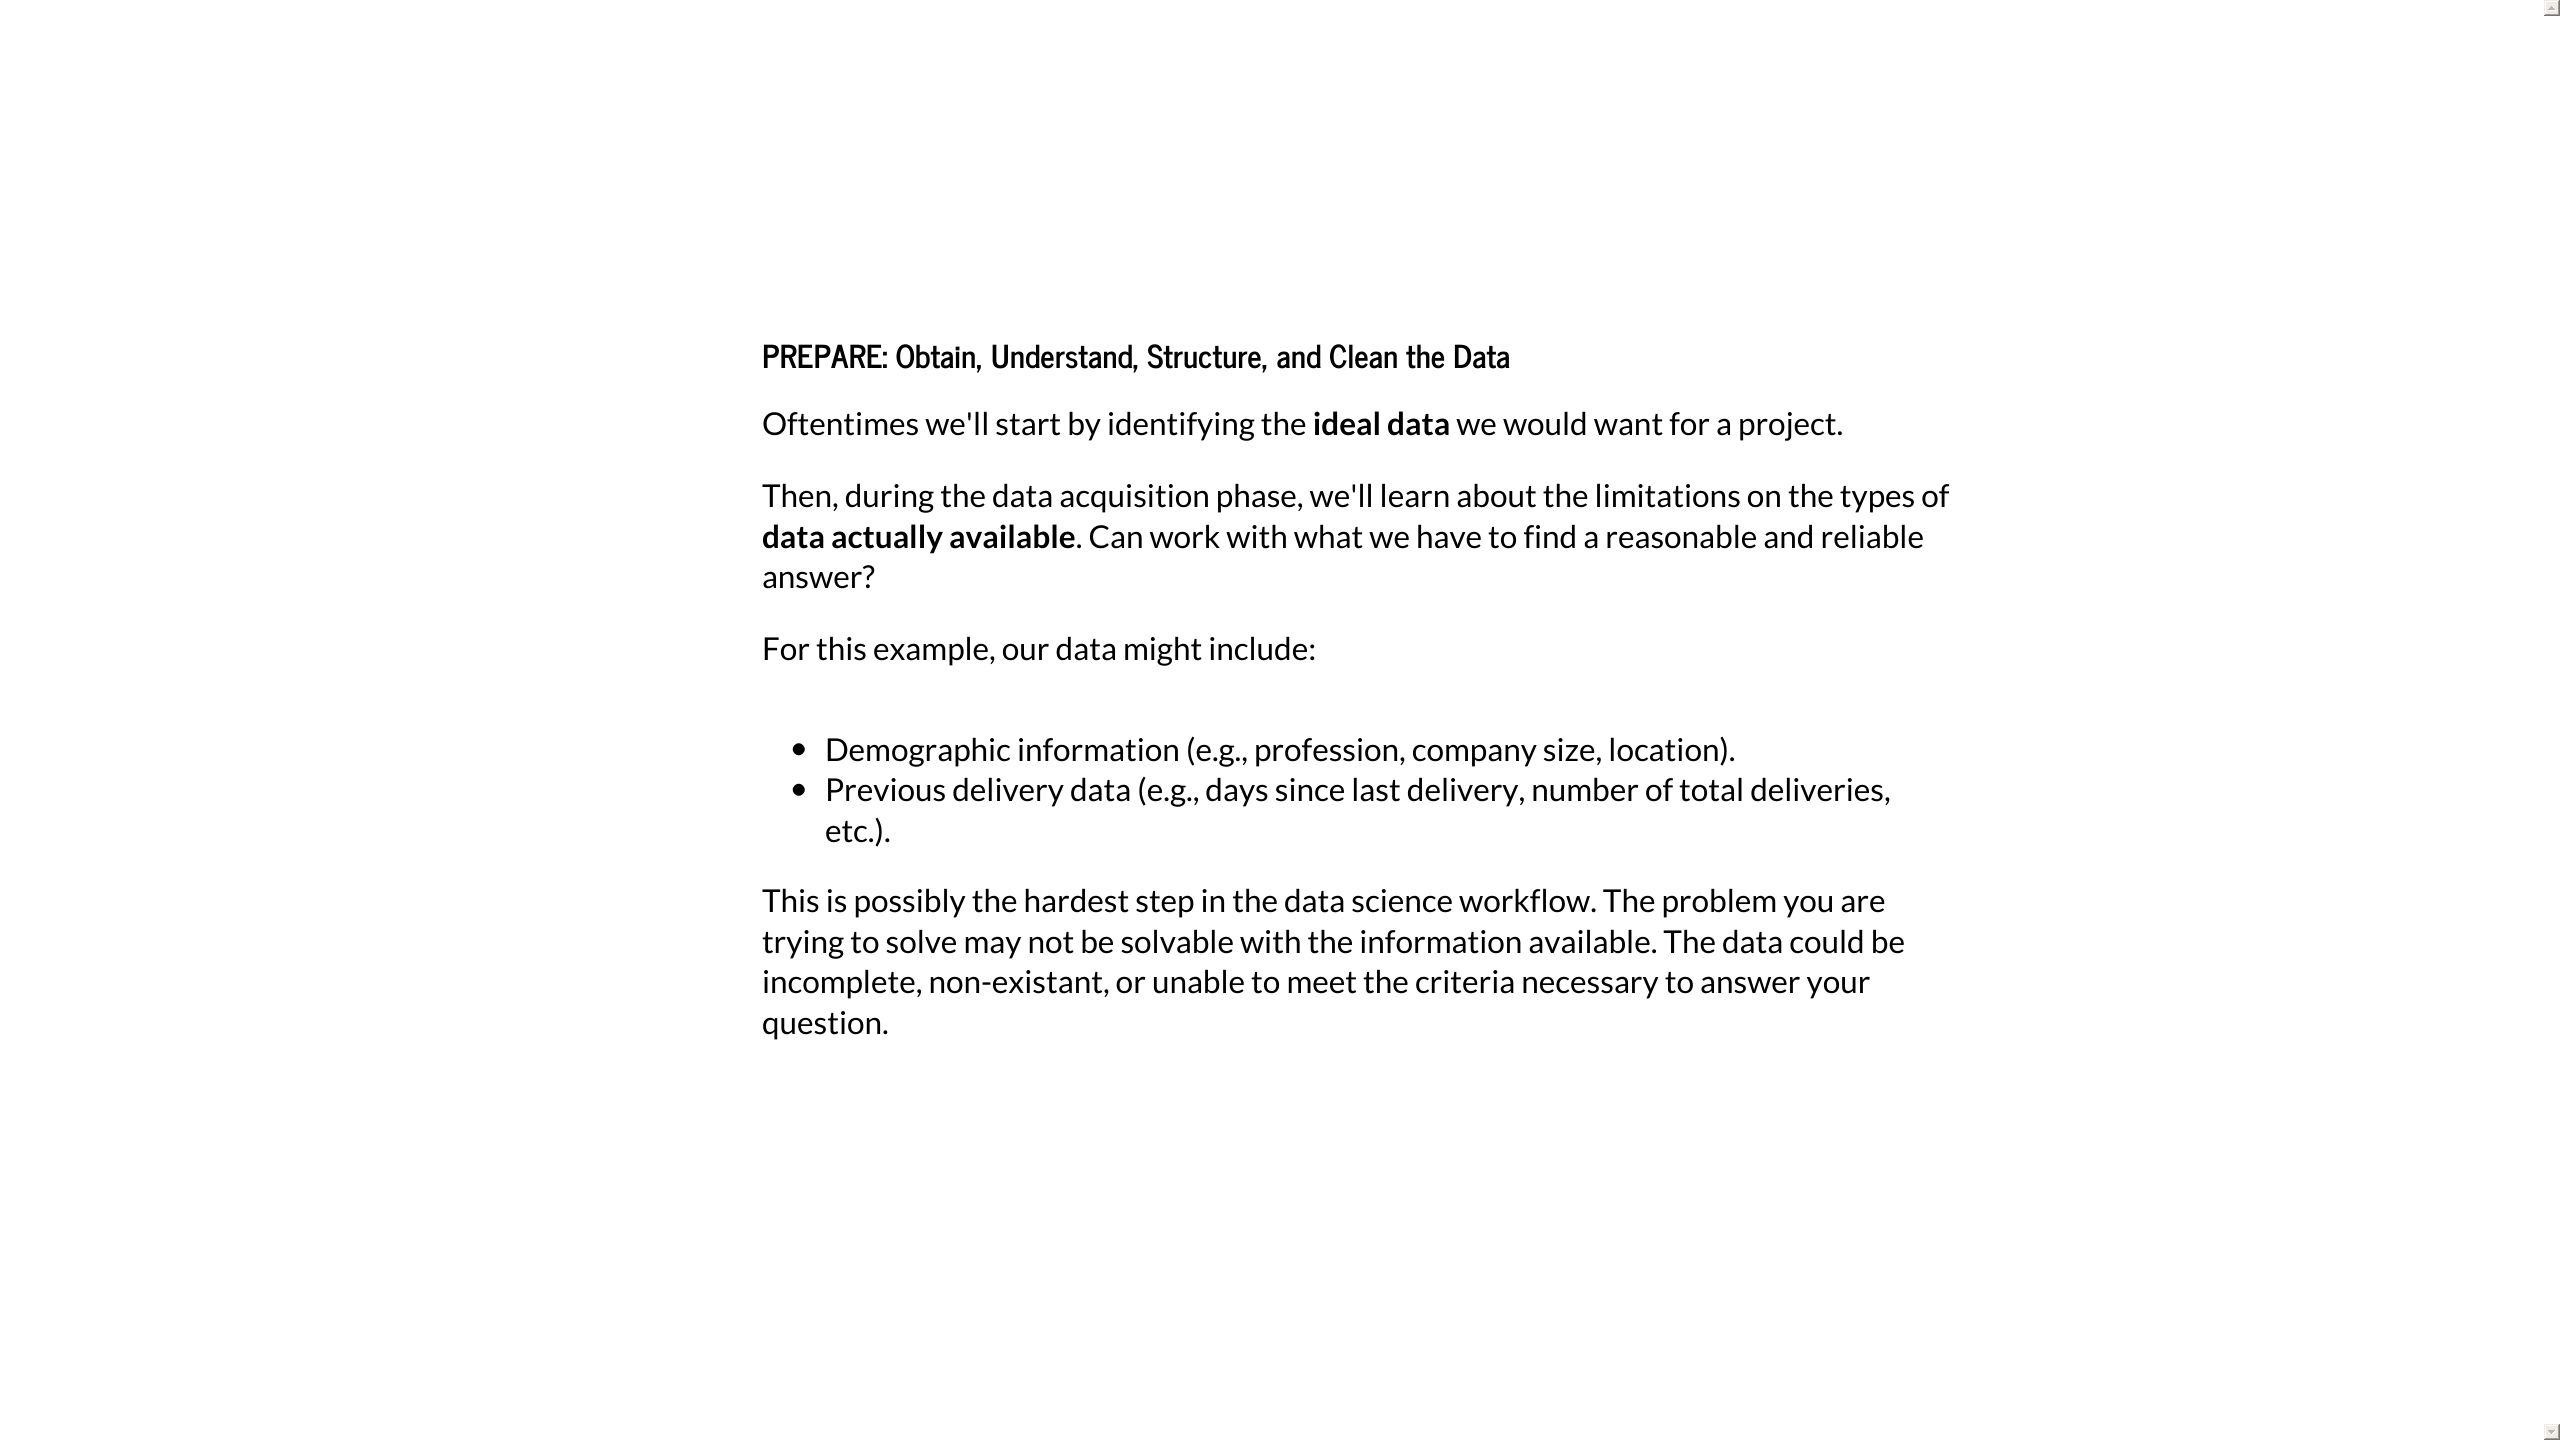 PREPARE: Obtain, Understand, Structure, and Clean the Data
Oftentimes we'll start by identifying the ideal data we would want for a project.
Then, during the data acquisition phase, we'll learn about the limitations on the types of
data actually available. Can work with what we have to find a reasonable and reliable
answer?
For this example, our data might include:
• Demographic information (e.g., profession, company size, location).
• Previous delivery data (e.g., days since last delivery, number of total deliveries,
etc.).
This is possibly the hardest step in the data science workflow. The problem you are
trying to solve may not be solvable with the information available. The data could be
incomplete, non-existant, or unable to meet the criteria necessary to answer your
question.